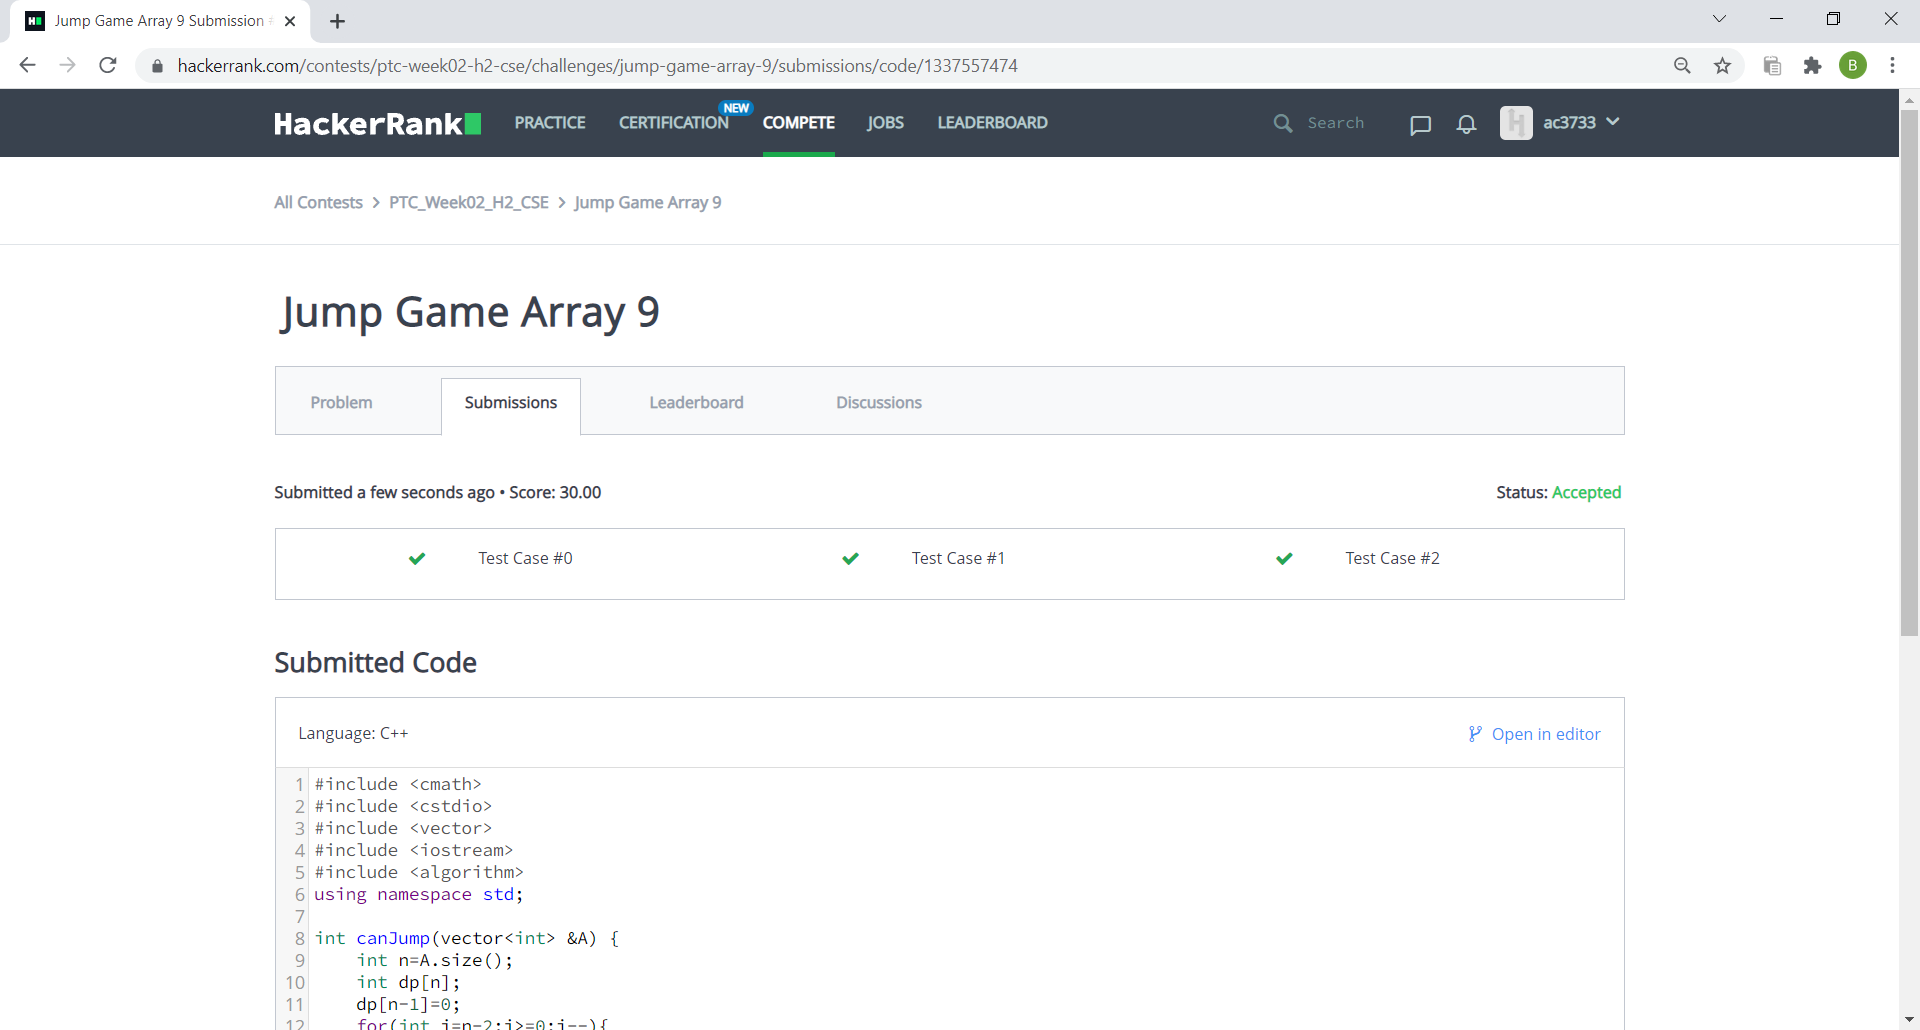 Jump Game Array 9 Submission
hackerrank.com/contests/ptc-week02-h2-cse/challenges/jump-game-array-9/submissions/code/1337557474
B
HackerRank
PRACTICE
CERTIFICATION
NEW
COMPETE
JOBS
LEADERBOARD
Search
ac3733
All Contests > PTC_Week02_H2_CSE > Jump Game Array 9
Jump Game Array 9
Problem
Submissions
Leaderboard
Discussions
Submitted a few seconds ago • Score: 30.00
Status: Accepted
Test Case #0
Test Case #1
Test Case #2
Submitted Code
Language: C++
Open in editor
1 #include <cmath>
2 #include <cstdio>
3 #include <vector>
4 #include <iostream>
5 #include <algorithm>
6 using namespace std;
7
8 int canJump(vector<int> &A) {
9 int n=A.size();
10 int dp[n];
11 dp[n-1]=0;
12 for(int i=n-2;i>=0;i--){